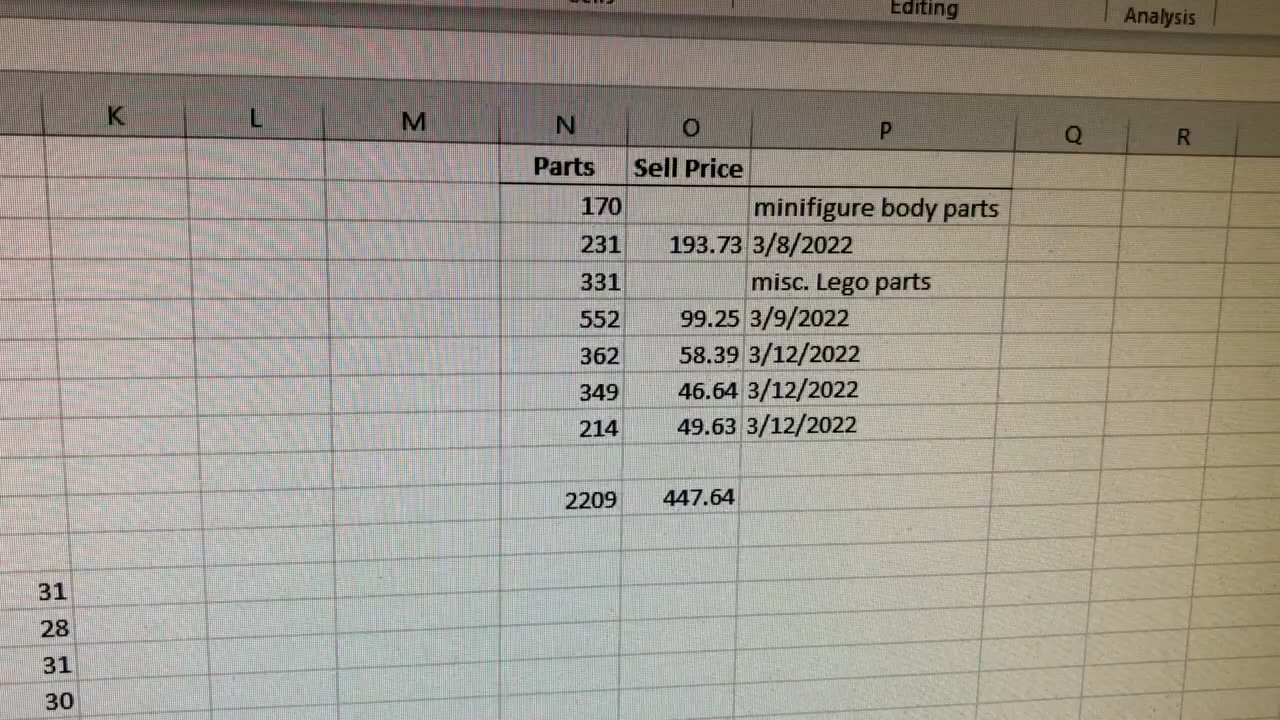 Editing
Analysis
K L M N O P Q R
Parts Sell Price
170 minifigure body parts
231 193.73 3/8/2022
331 misc. Lego parts
552 99.25 3/9/2022
362 58.39 3/12/2022
349 46.64 3/12/2022
214 49.63 3/12/2022
2209 447.64
31
28
31
30